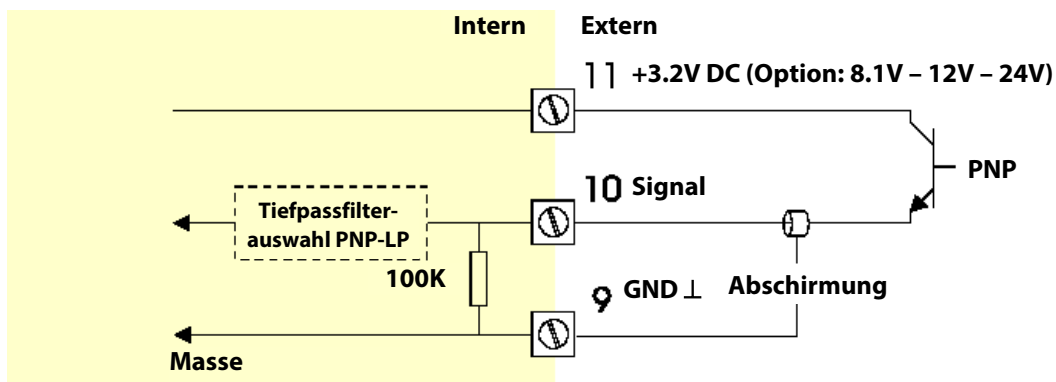 Intern
Extern
11 +3.2V DC (Option: 8.1V – 12V – 24V)
PNP
10 Signal
Tiefpassfilter-
auswahl PNP-LP
100K
9 GND ⊥
Abschirmung
Masse